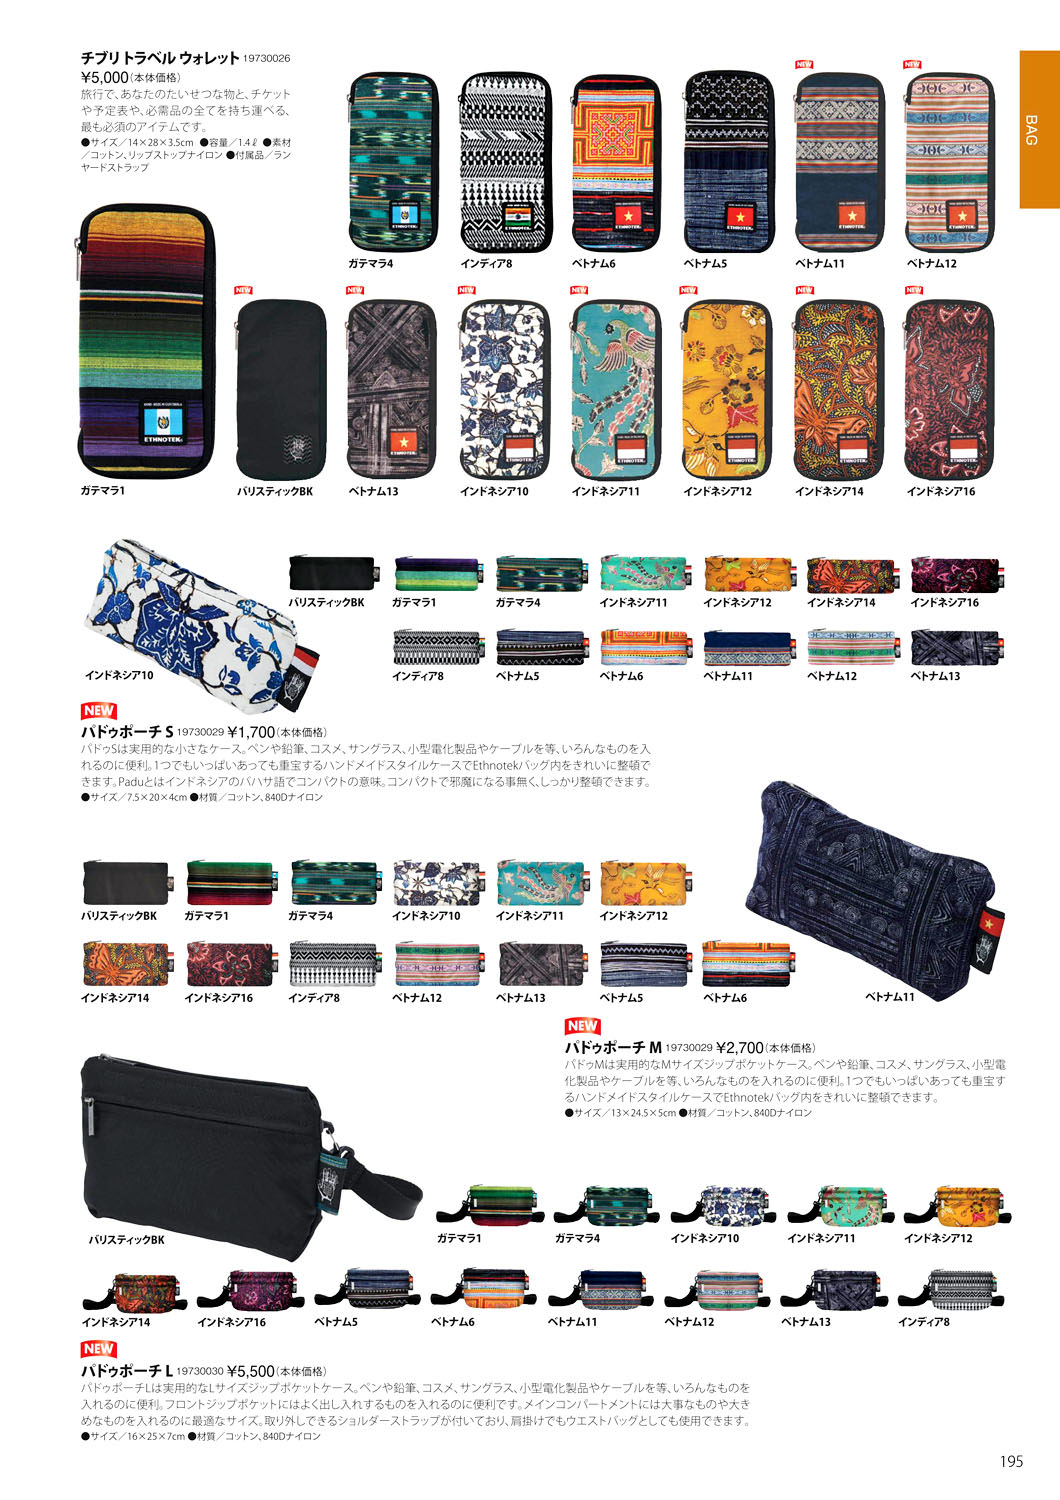 チブリ トラベル ウォレット 19730026
¥5,000(本体価格)
旅行で、あなたのたいせつな物と、チケット
や予定表や、必需品の全てを持ち運べる、
最も必須のアイテムです。
●サイズ／14×28×3.5cm ●容量／1.4ℓ ●素材
／コットン、リップストップナイロン ●付属品／ラン
ヤードストラップ
BAG
NEW NEW
ガテマラ4 インディア8 ベトナム6 ベトナム5 ベトナム11 ベトナム12
NEW NEW NEW NEW NEW NEW NEW
ETHNOTEK
ガテマラ1 バリスティックBK ベトナム13 インドネシア10 インドネシア11 インドネシア12 インドネシア14 インドネシア16
バリスティックBK ガテマラ1 ガテマラ4 インドネシア11 インドネシア12 インドネシア14 インドネシア16
インドネシア10 インディア8 ベトナム5 ベトナム6 ベトナム11 ベトナム12 ベトナム13
NEW
パドゥポーチ S 19730029 ¥1,700(本体価格)
パドゥSは実用的な小さなケース。ペンや鉛筆、コスメ、サングラス、小型電化製品やケーブルを等、いろんなものを入
れるのに便利。1つでもいっぱいあっても重宝するハンドメイドスタイルケースでEthnotekバッグ内をきれいに整頓で
きます。Paduとはインドネシアのバハサ語でコンパクトの意味。コンパクトで邪魔になる事無く、しっかり整頓できます。
●サイズ／7.5×20×4cm ●材質／コットン、840Dナイロン
バリスティックBK ガテマラ1 ガテマラ4 インドネシア10 インドネシア11 インドネシア12
インドネシア14 インドネシア16 インディア8 ベトナム12 ベトナム13 ベトナム5 ベトナム6 ベトナム11
NEW
パドゥポーチ M 19730029 ¥2,700(本体価格)
パドゥMは実用的なMサイズジップポケットケース。ペンや鉛筆、コスメ、サングラス、小型電
化製品やケーブルを等、いろんなものを入れるのに便利。1つでもいっぱいあっても重宝す
るハンドメイドスタイルケースでEthnotekバッグ内をきれいに整頓できます。
●サイズ／13×24.5×5cm ●材質／コットン、840Dナイロン
バリスティックBK ガテマラ1 ガテマラ4 インドネシア10 インドネシア11 インドネシア12
インドネシア14 インドネシア16 ベトナム5 ベトナム6 ベトナム11 ベトナム12 ベトナム13 インディア8
NEW
パドゥポーチ L 19730030 ¥5,500(本体価格)
パドゥポーチLは実用的なLサイズジップポケットケース。ペンや鉛筆、コスメ、サングラス、小型電化製品やケーブルを等、いろんなものを
入れるのに便利。フロントジップポケットにはよく出し入れするものを入れるのに便利です。メインコンパートメントには大事なものや大き
めなものを入れるのに最適なサイズ。取り外しできるショルダーストラップが付いており、肩掛けでもウエストバッグとしても使用できます。
●サイズ／16×25×7cm ●材質／コットン、840Dナイロン
195